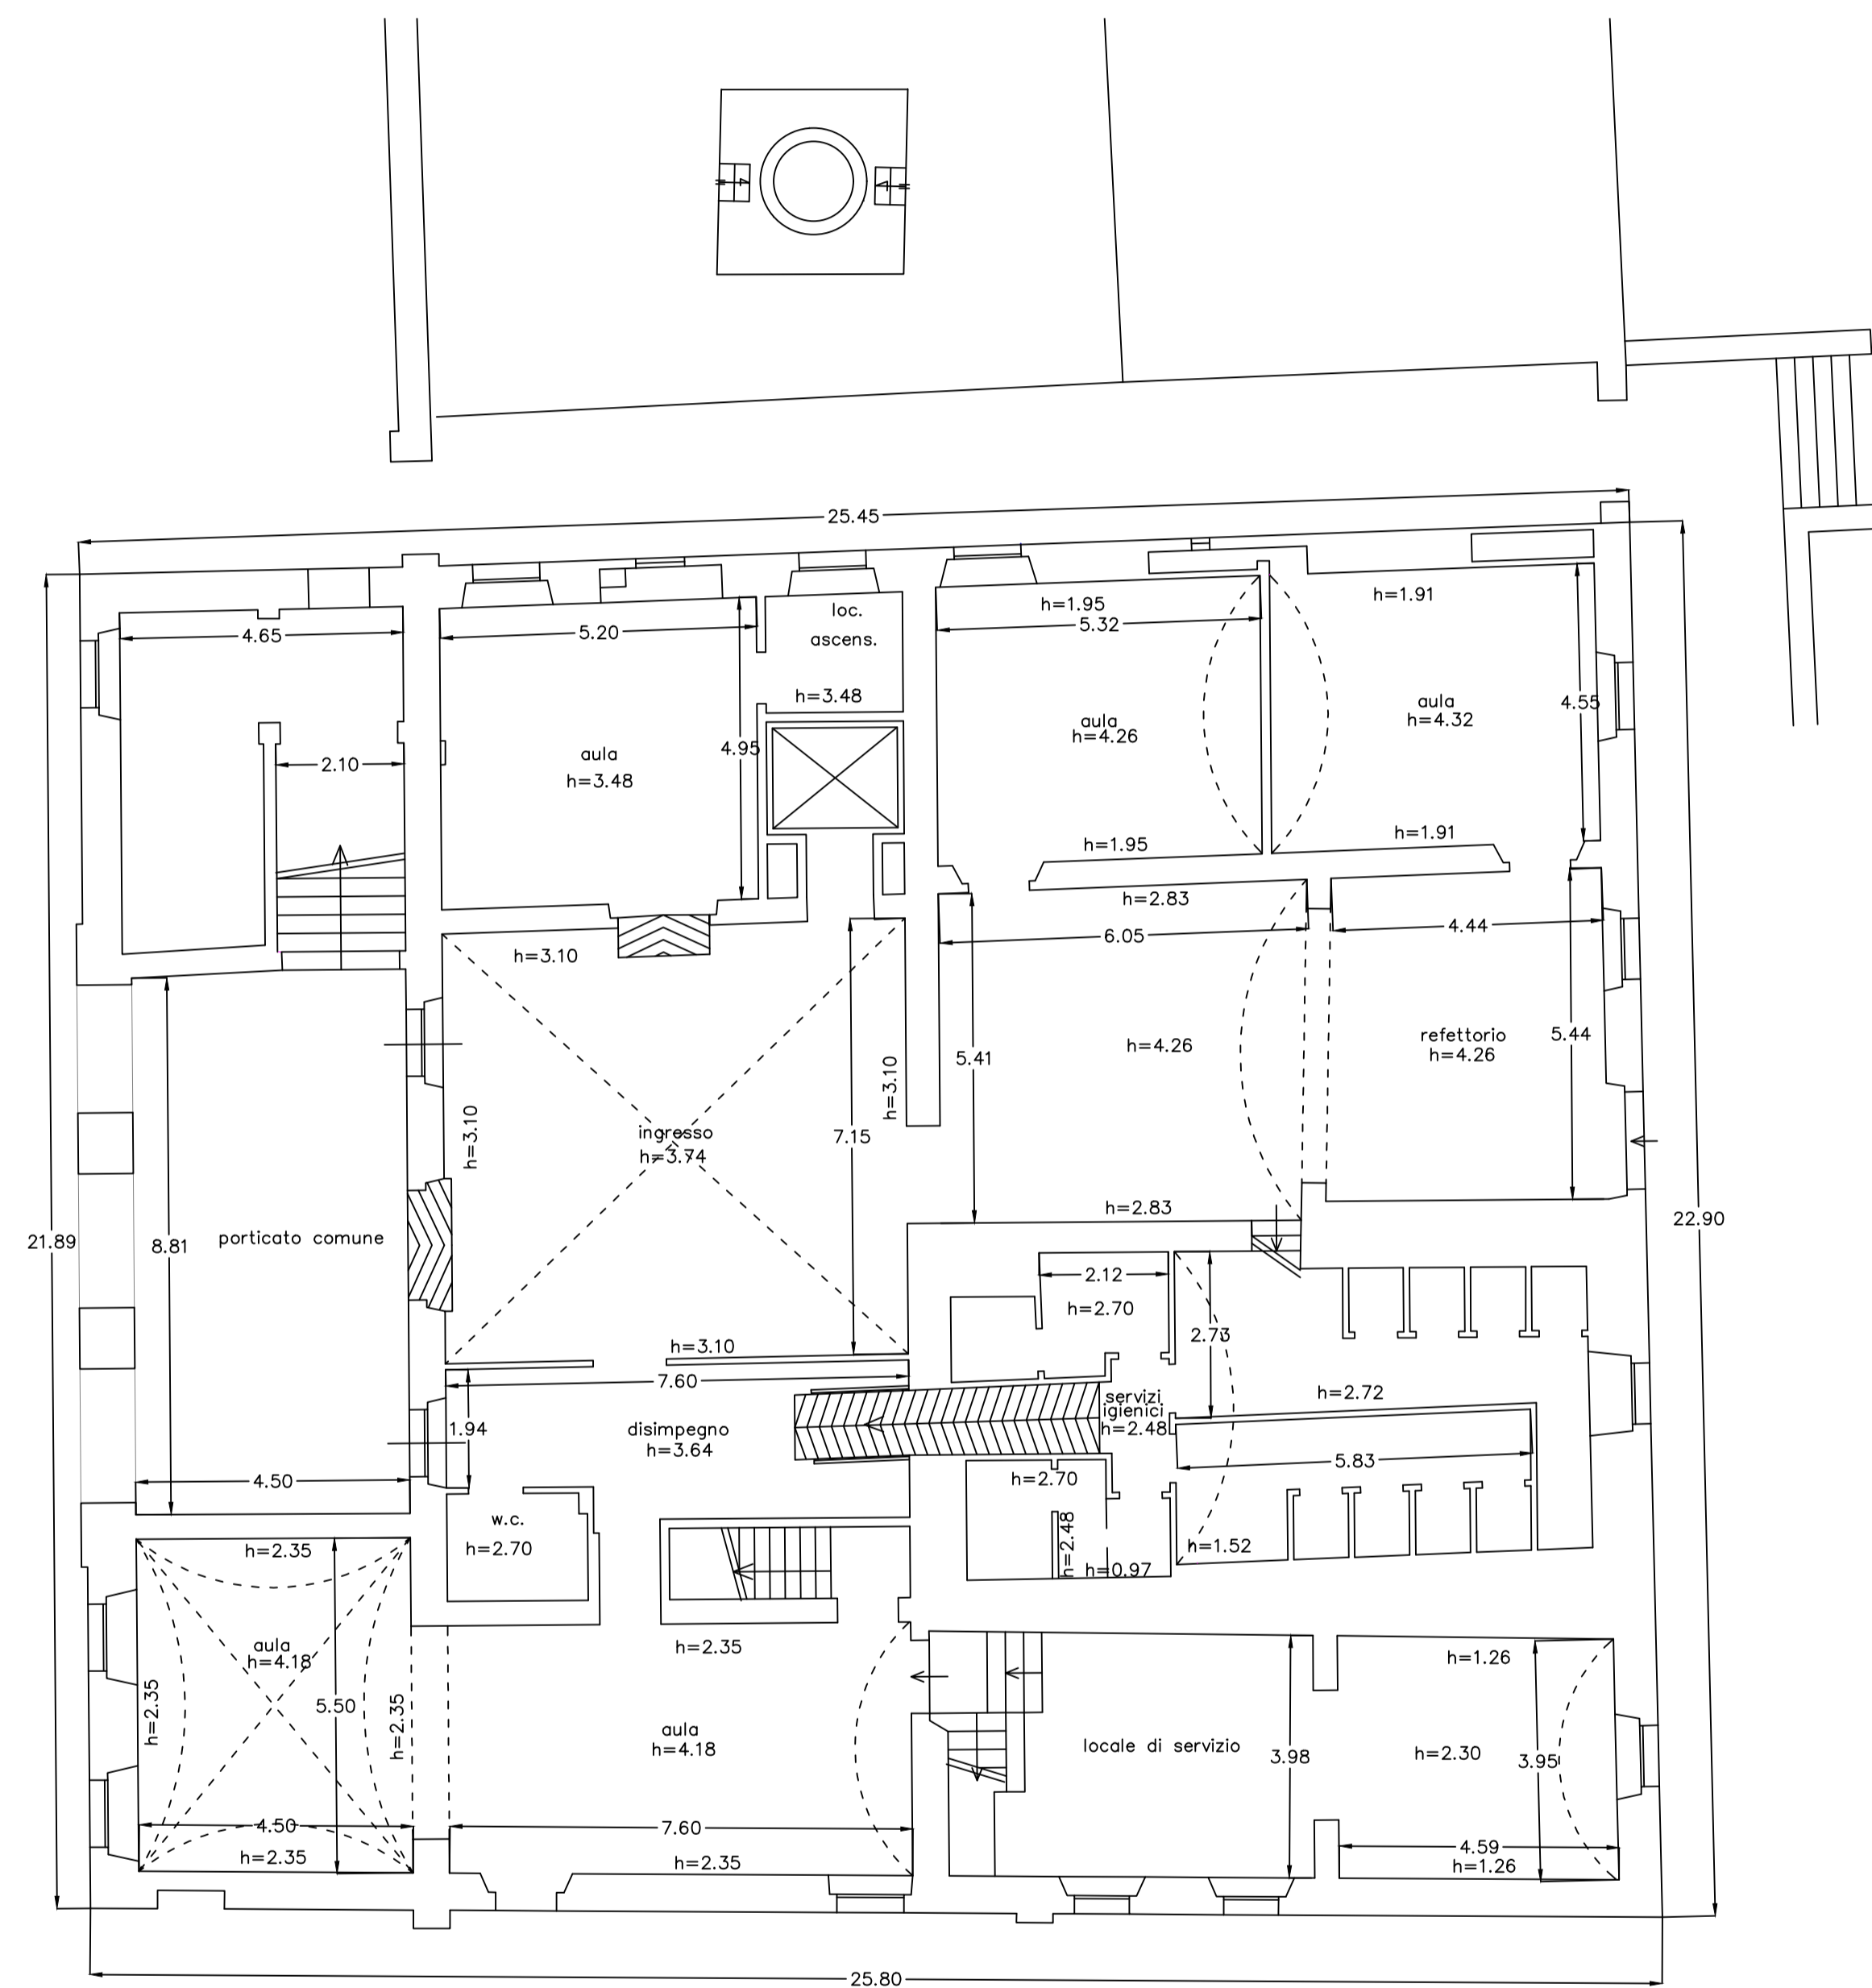 25.45
4.65
5.20
loc.
ascens.
h=3.48
h=1.95
5.32
h=1.91
2.10
aula
h=3.48
4.95
aula
h=4.26
aula
h=4.32
4.55
h=1.95
h=1.91
h=2.83
6.05
4.44
h=3.10
5.41
h=4.26
refettorio
h=4.26
5.44
h=3.10
ingresso
h=3.74
h=3.10
7.15
21.89
8.81
porticato comune
h=2.83
22.90
2.12
h=2.70
2.73
h=3.10
7.60
1.94
disimpegno
h=3.64
servizi
igienici
h=2.48
h=2.72
5.83
h=2.70
4.50
w.c.
h=2.70
h=2.48
h=0.97
h=1.52
h=2.35
aula
h=4.18
h=2.35
5.50
h=2.35
4.50
h=2.35
h=2.35
aula
h=4.18
7.60
h=2.35
locale di servizio
3.98
h=1.26
h=2.30
3.95
4.59
h=1.26
25.80